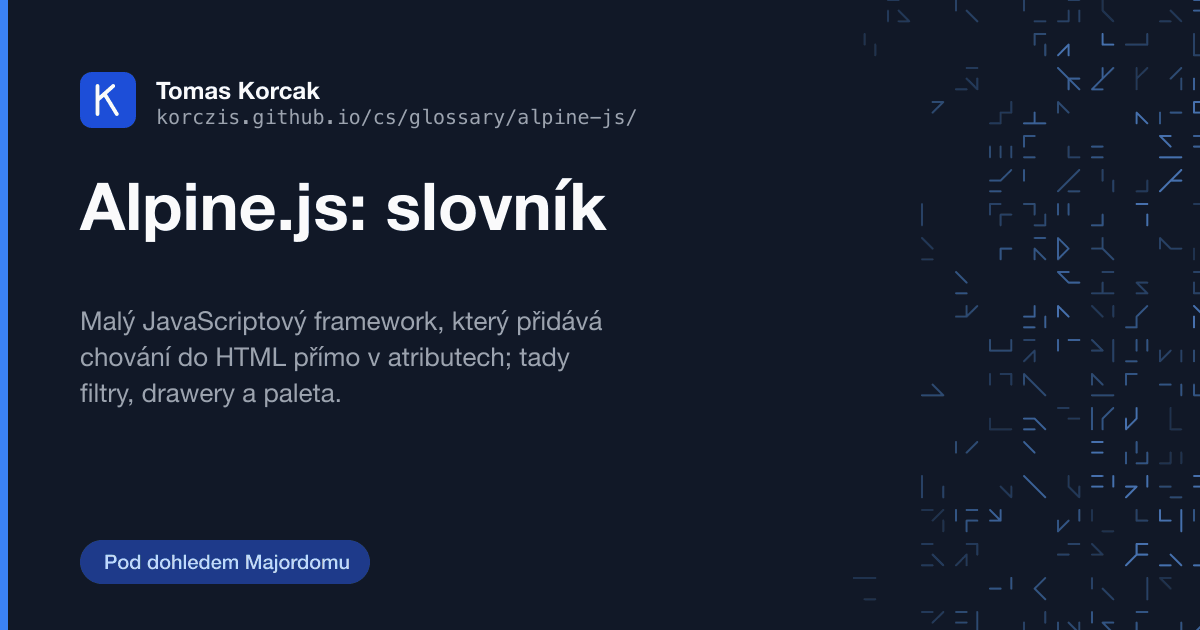 Tomas Korcak
korczis.github.io/cs/glossary/alpine-js/
Alpine.js: slovník
Malý JavaScriptový framework, který přidává
chování do HTML přímo v atributech; tady
filtry, drawery a paleta.
Pod dohledem Majordomu